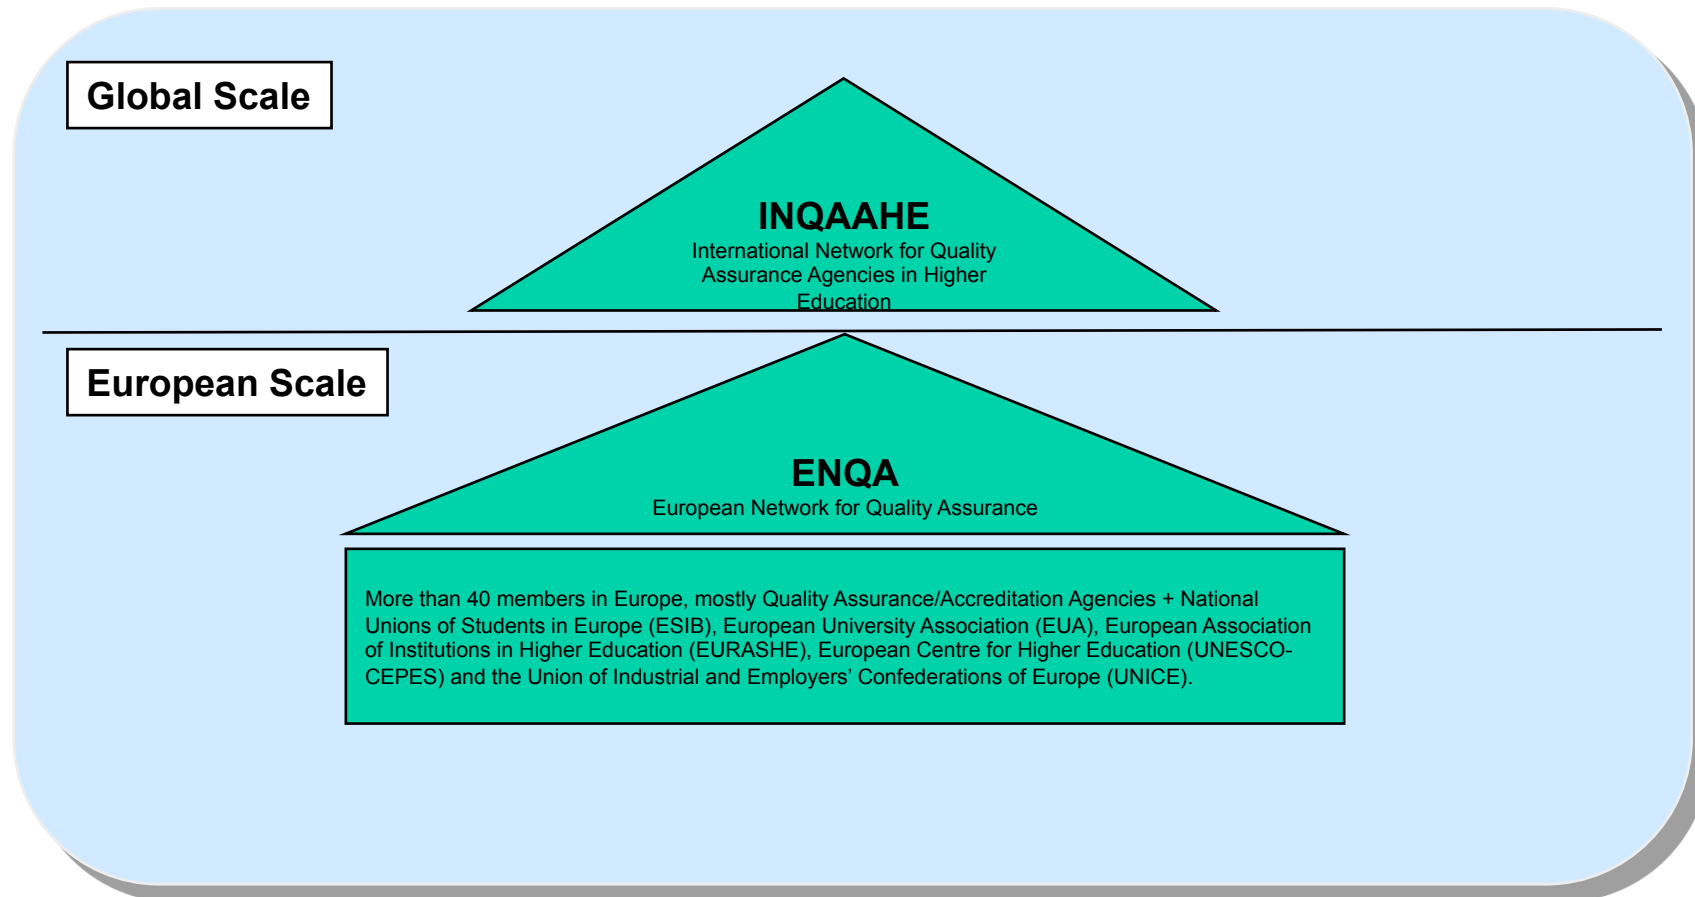 Global Scale
INQAAHE
International Network for Quality
Assurance Agencies in Higher
Education
European Scale
ENQA
European Network for Quality Assurance
More than 40 members in Europe, mostly Quality Assurance/Accreditation Agencies + National
Unions of Students in Europe (ESIB), European University Association (EUA), European Association
of Institutions in Higher Education (EURASHE), European Centre for Higher Education (UNESCO-
CEPES) and the Union of Industrial and Employers’ Confederations of Europe (UNICE).